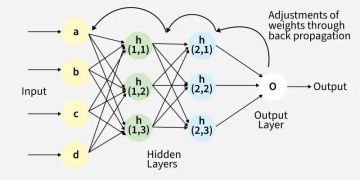 Adjustments of
weights through
back propagation
a
h
(1,1)
h
(2,1)
b
Input
h
(1,2)
h
(2,2)
O
Output
c
Output
Layer
h
(1,3)
h
(2,3)
d
Hidden
Layers